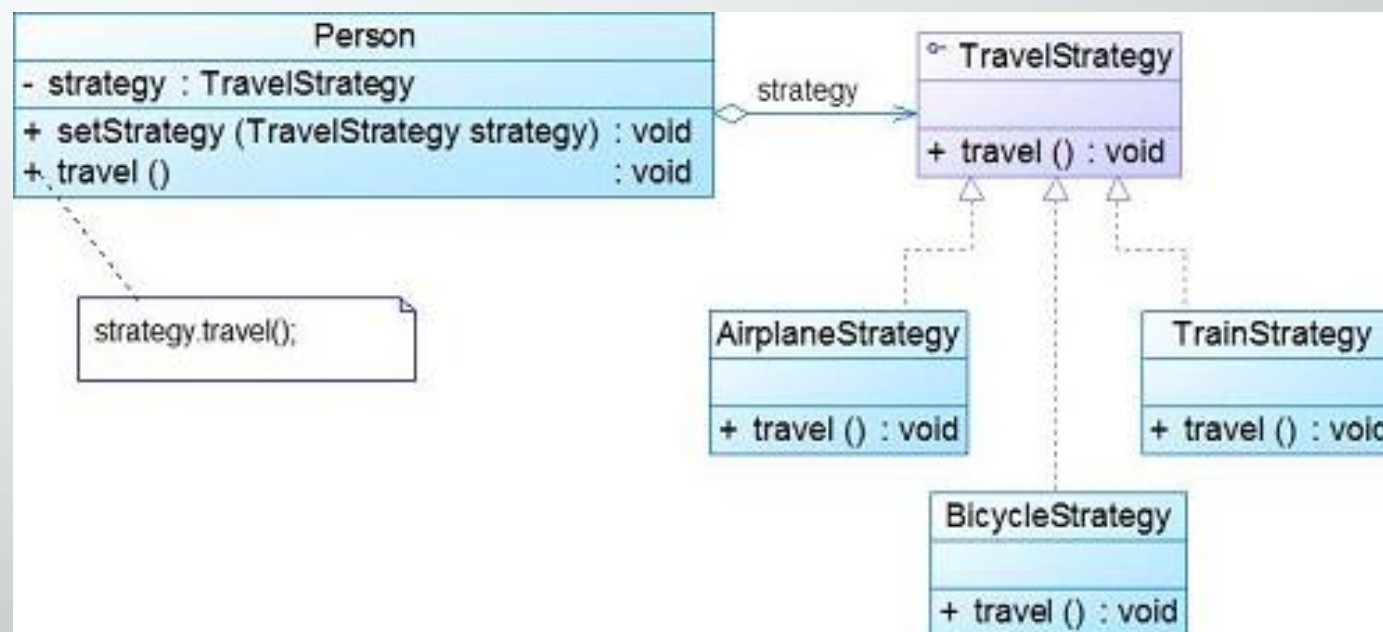 Person
- strategy : TravelStrategy
+ setStrategy (TravelStrategy strategy) : void
+ travel () : void
strategy
TravelStrategy
+ travel () : void
strategy.travel();
AirplaneStrategy
+ travel () : void
TrainStrategy
+ travel () : void
BicycleStrategy
+ travel () : void